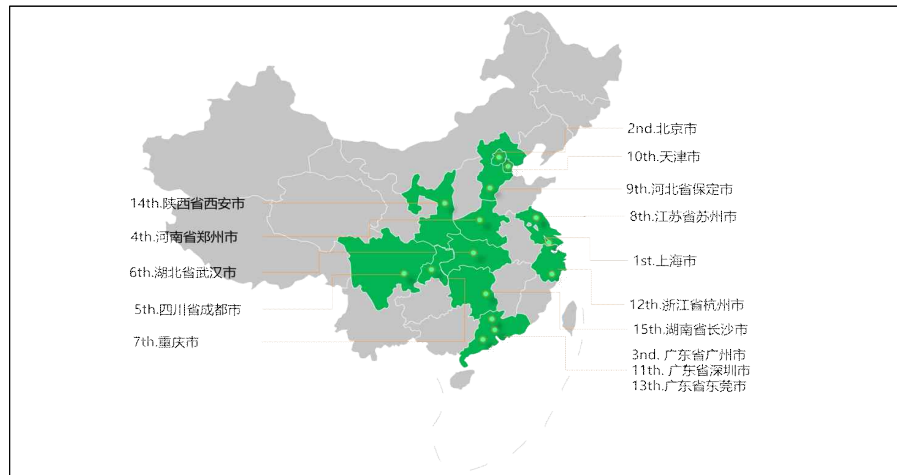 2nd.北京市
10th.天津市
9th.河北省保定市
14th.陕西省西安市
8th.江苏省苏州市
4th.河南省郑州市
1st.上海市
6th.湖北省武汉市
12th.浙江省杭州市
5th.四川省成都市
15th.湖南省长沙市
7th.重庆市
3nd. 广东省广州市
11th. 广东省深圳市
13th.广东省东莞市